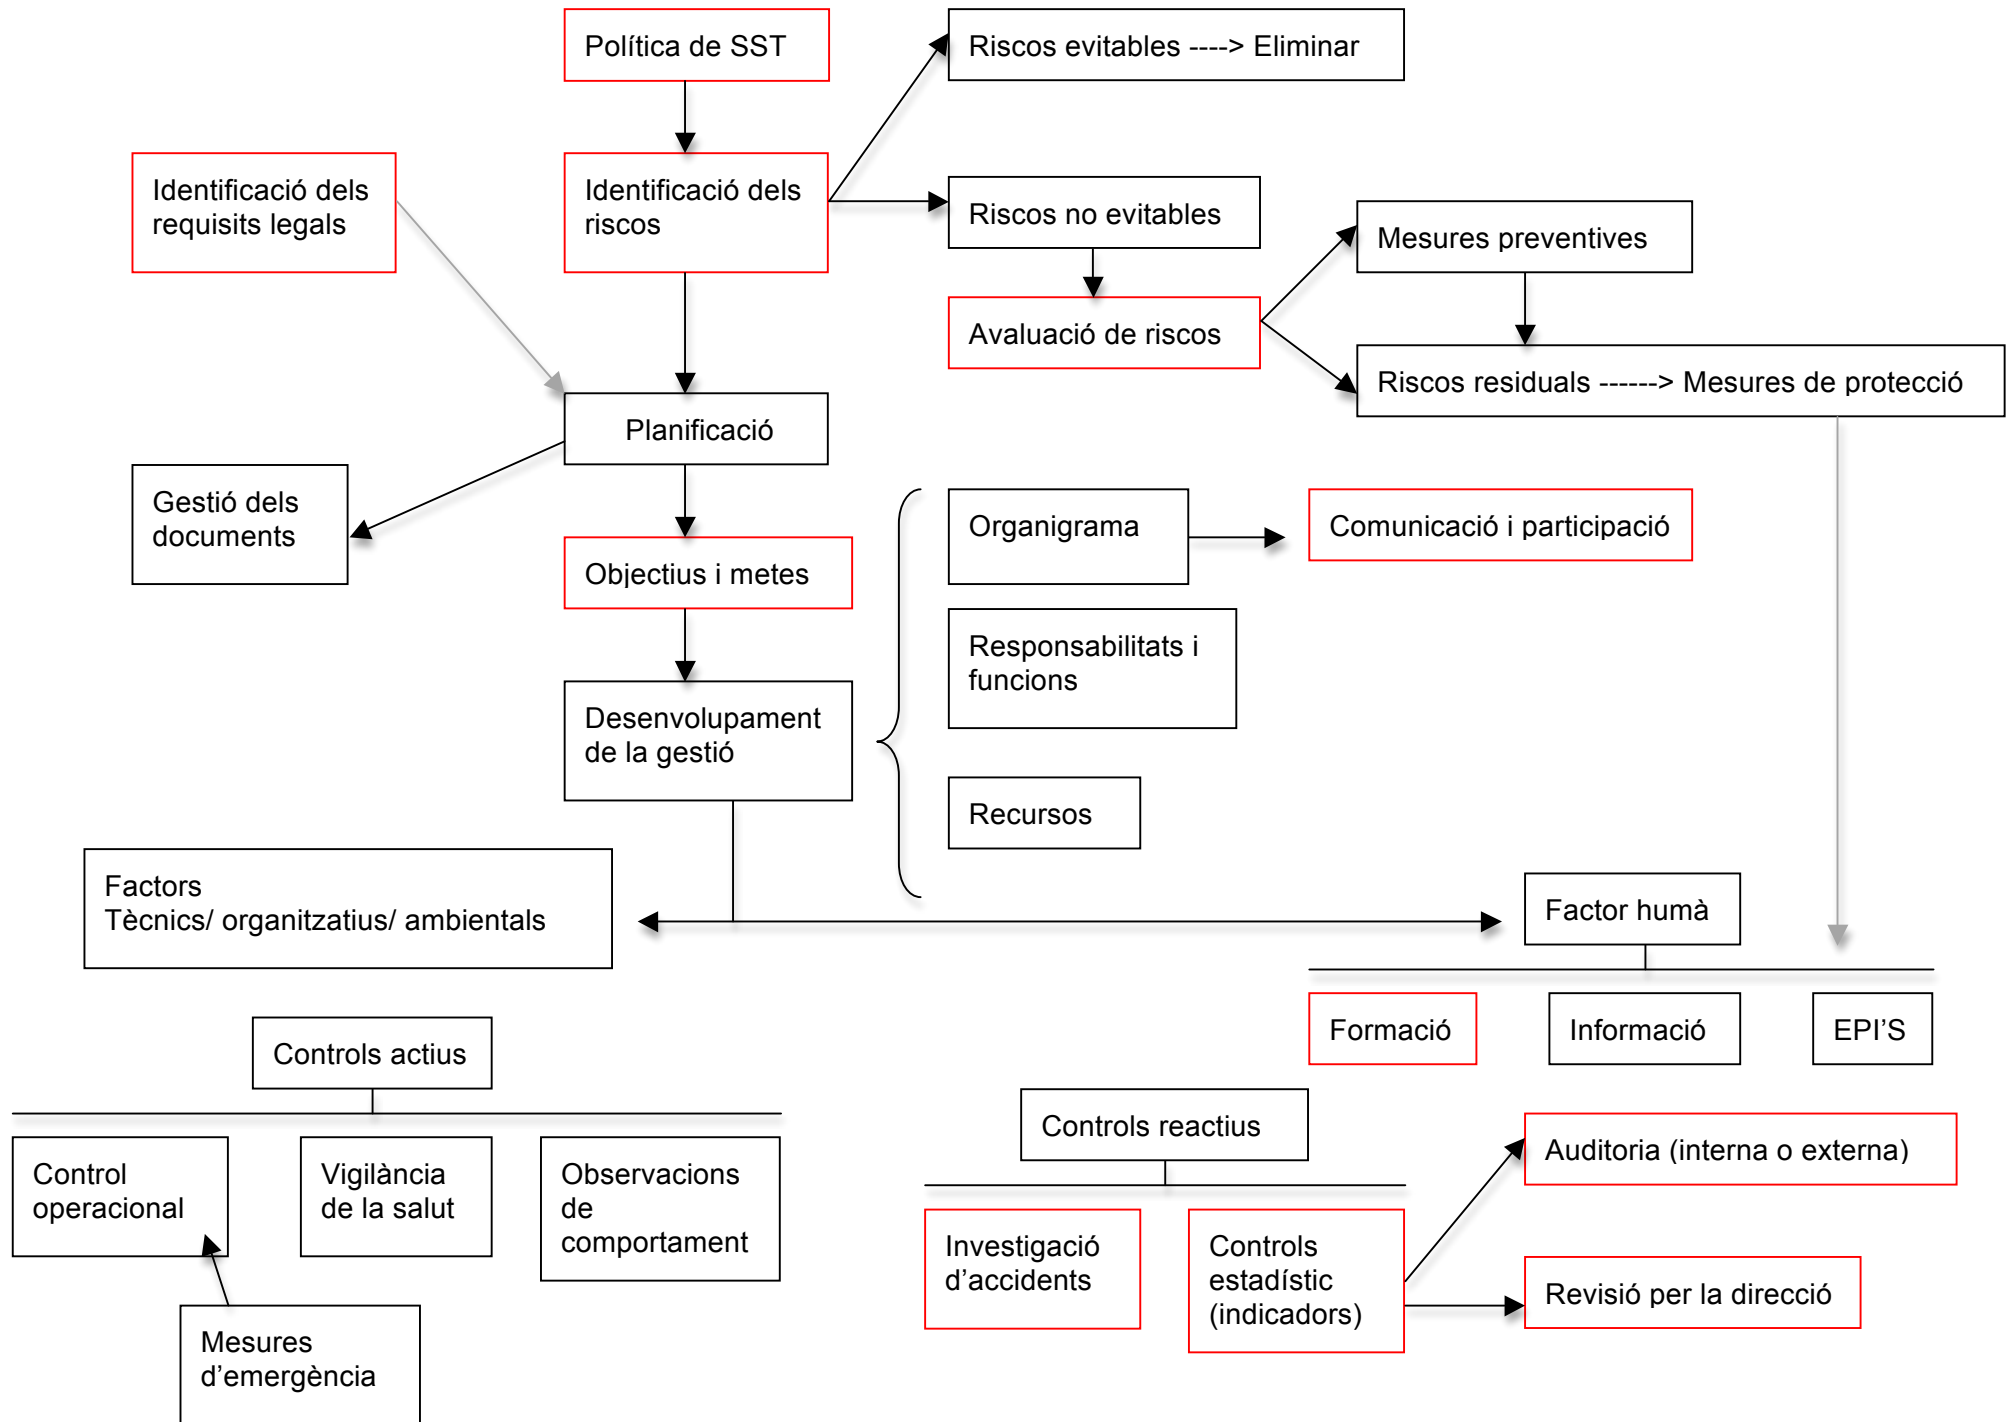 Política de SST
Riscos evitables ----> Eliminar
Identificació dels
requisits legals
Identificació dels
riscos
Riscos no evitables
Mesures preventives
Avaluació de riscos
Riscos residuals ------> Mesures de protecció
Planificació
Gestió dels
documents
Organigrama
Comunicació i participació
Objectius i metes
Responsabilitats i
funcions
Desenvolupament
de la gestió
Recursos
Factors
Tècnics/ organitzatius/ ambientals
Factor humà
Formació
Informació
EPI’S
Controls actius
Controls reactius
Control
operacional
Vigilància
de la salut
Observacions
de
comportament
Auditoria (interna o externa)
Investigació
d’accidents
Controls
estadístic
(indicadors)
Revisió per la direcció
Mesures
d’emergència